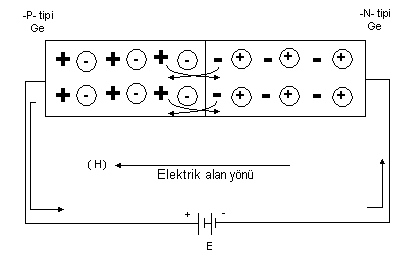 -P- tipi
Ge
-N- tipi
Ge
+ - + - + - - + - + - +
+ - + - + - - + - + - +
(H)
Elektrik alan yönü
+ -
E